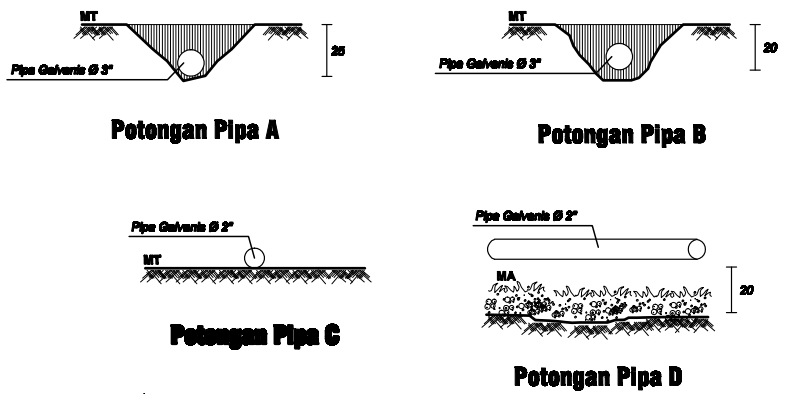 MT
25
Pipa Galvanis Ø 3"
Potongan Pipa A
MT
20
Pipa Galvanis Ø 3"
Potongan Pipa B
Pipa Galvanis Ø 2"
MT
Potongan Pipa C
Pipa Galvanis Ø 2"
MA
20
Potongan Pipa D